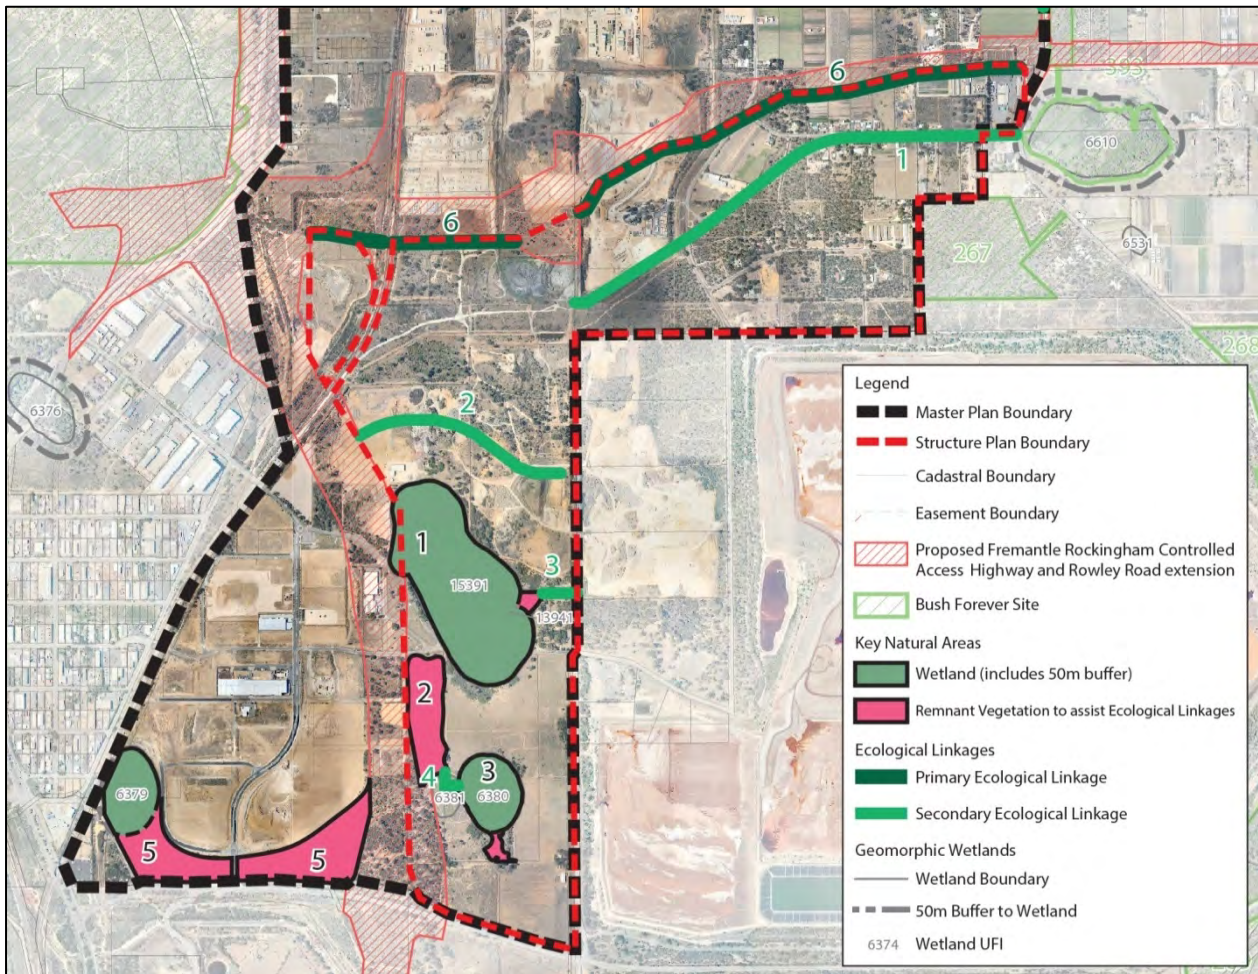 393
6
6610
1
6531
267
6
268
6376
2
1
15391
3
13941
2
4
6381
3
6380
6379
5
5
Legend
Master Plan Boundary
Structure Plan Boundary
Cadastral Boundary
Easement Boundary
Proposed Fremantle Rockingham Controlled
Access Highway and Rowley Road extension
Bush Forever Site
Key Natural Areas
Wetland (includes 50m buffer)
Remnant Vegetation to assist Ecological Linkages
Ecological Linkages
Primary Ecological Linkage
Secondary Ecological Linkage
Geomorphic Wetlands
Wetland Boundary
50m Buffer to Wetland
6374 Wetland UFI